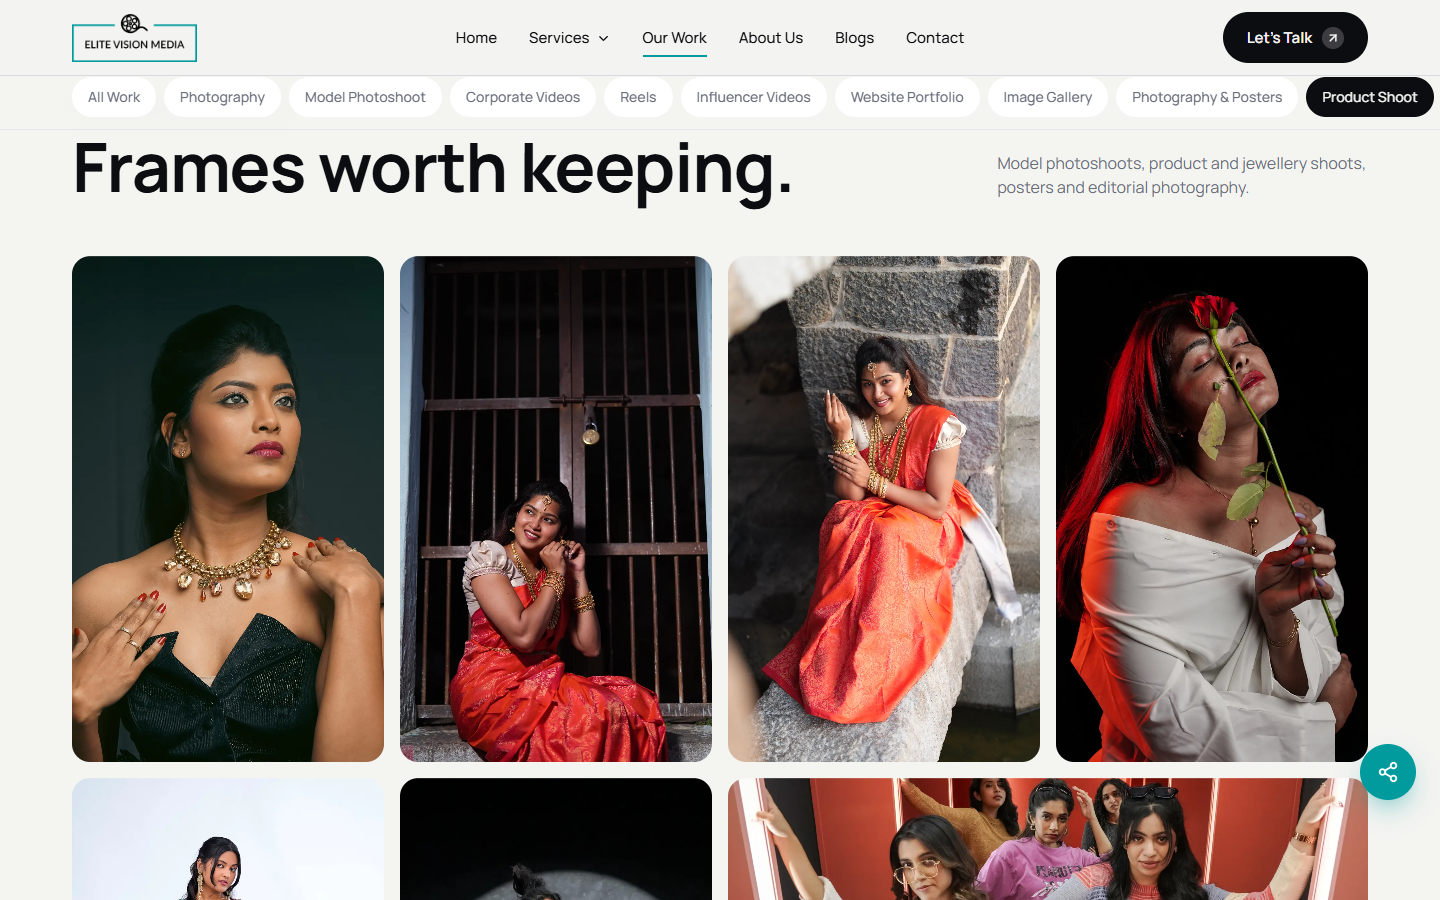 ELITE VISION MEDIA
Home
Services
Our Work
About Us
Blogs
Contact
Let's Talk
All Work
Photography
Model Photoshoot
Corporate Videos
Reels
Influencer Videos
Website Portfolio
Image Gallery
Photography & Posters
Product Shoot
Frames worth keeping.
Model photoshoots, product and jewellery shoots,
posters and editorial photography.